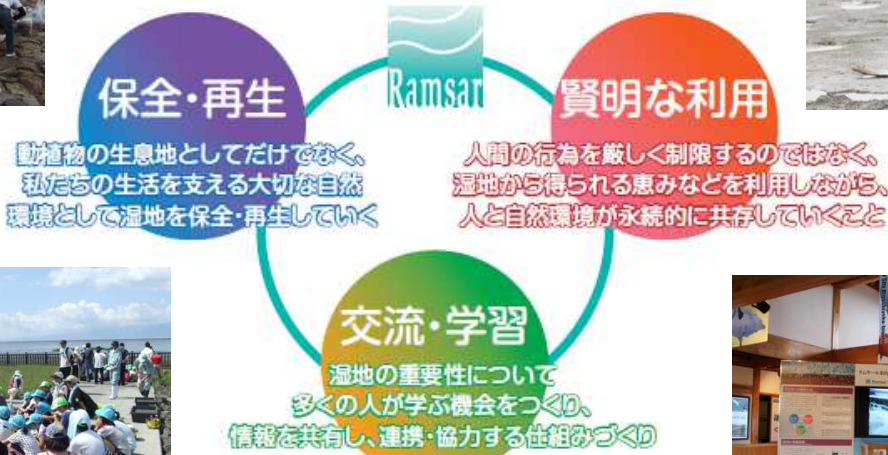 Ramsar
保全・再生
動植物の生息地としてだけでなく、
私たちの生活を支える大切な自然
環境として湿地を保全・再生していく
賢明な利用
人間の行為を厳しく制限するのではなく、
湿地から得られる恵みなどを利用しながら、
人と自然環境が永続的に共存していくこと
交流・学習
湿地の重要性について
多くの人が学ぶ機会をつくり、
情報を共有し、連携・協力する仕組みづくり